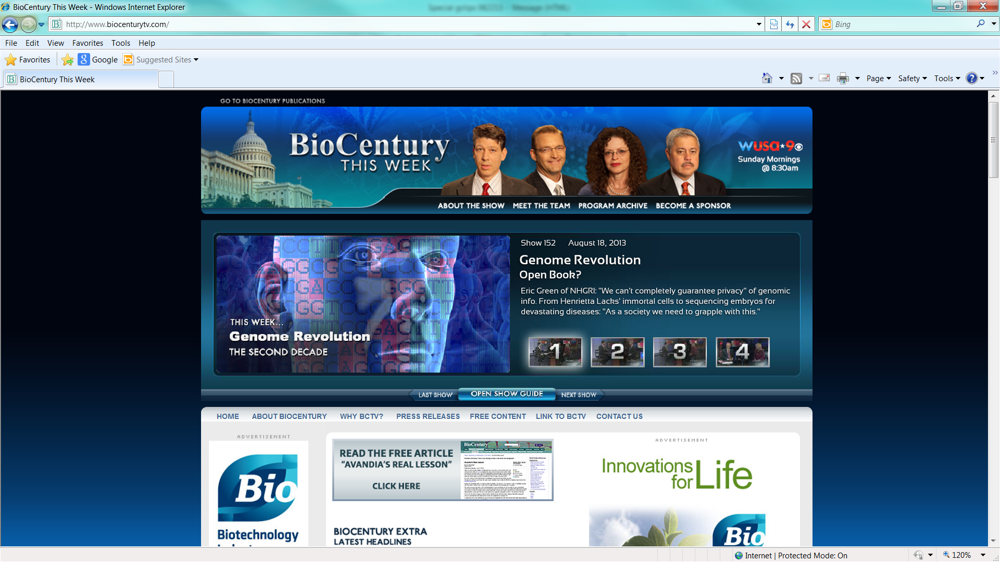 BioCentury This Week - Windows Internet Explorer
http://www.biocenturytv.com/
Bing
File Edit View Favorites Tools Help
Favorites Google Suggested Sites
BioCentury This Week
Page Safety Tools
GO TO BIOCENTURY PUBLICATIONS
BioCentury
THIS WEEK
WUSA*9
Sunday Mornings
@ 8:30am
ABOUT THE SHOW MEET THE TEAM PROGRAM ARCHIVE BECOME A SPONSOR
Show 152 August 18, 2013
Genome Revolution
Open Book?
Eric Green of NHGRI: "We can't completely guarantee privacy" of genomic
info. From Henrietta Lacks' immortal cells to sequencing embryos for
devastating diseases: "As a society we need to grapple with this."
THIS WEEK...
Genome Revolution
THE SECOND DECADE
1 2 3 4
LAST SHOW OPEN SHOW GUIDE NEXT SHOW
HOME ABOUT BIOCENTURY WHY BCTV? PRESS RELEASES FREE CONTENT LINK TO BCTV CONTACT US
ADVERTISEMENT
Bio
Biotechnology
READ THE FREE ARTICLE
"AVANDIA'S REAL LESSON"
CLICK HERE
BioCentury
Avandia's Real Lesson
BIOCENTURY EXTRA
LATEST HEADLINES
ADVERTISEMENT
Innovations
for Life
Bio
Internet | Protected Mode: On
120%